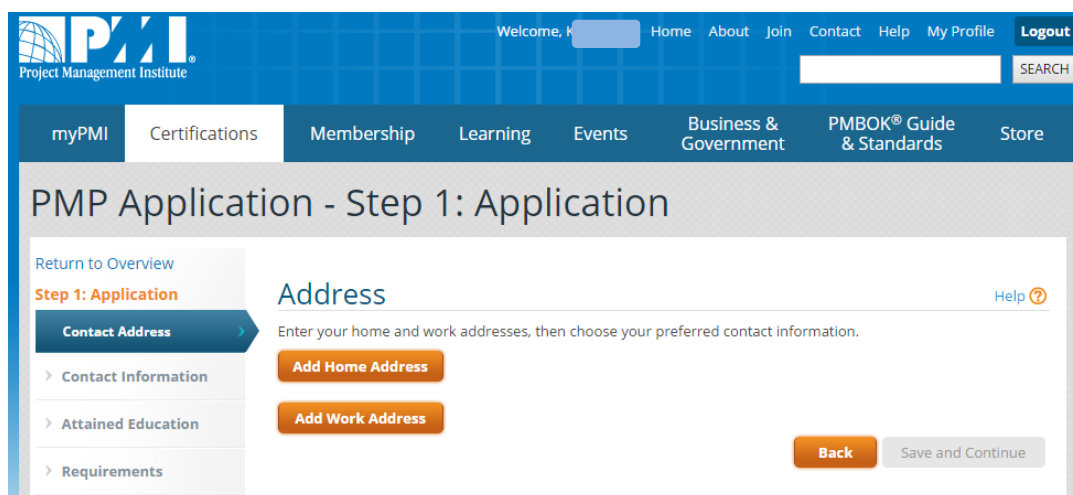 PMI®
Project Management Institute
Welcome, K Home About Join Contact Help My Profile Logout
SEARCH
myPMI Certifications Membership Learning Events Business & Government PMBOK® Guide & Standards Store
PMP Application - Step 1: Application
Return to Overview
Step 1: Application
Contact Address
Contact Information
Attained Education
Requirements
Address
Help ?
Enter your home and work addresses, then choose your preferred contact information.
Add Home Address
Add Work Address
Back Save and Continue